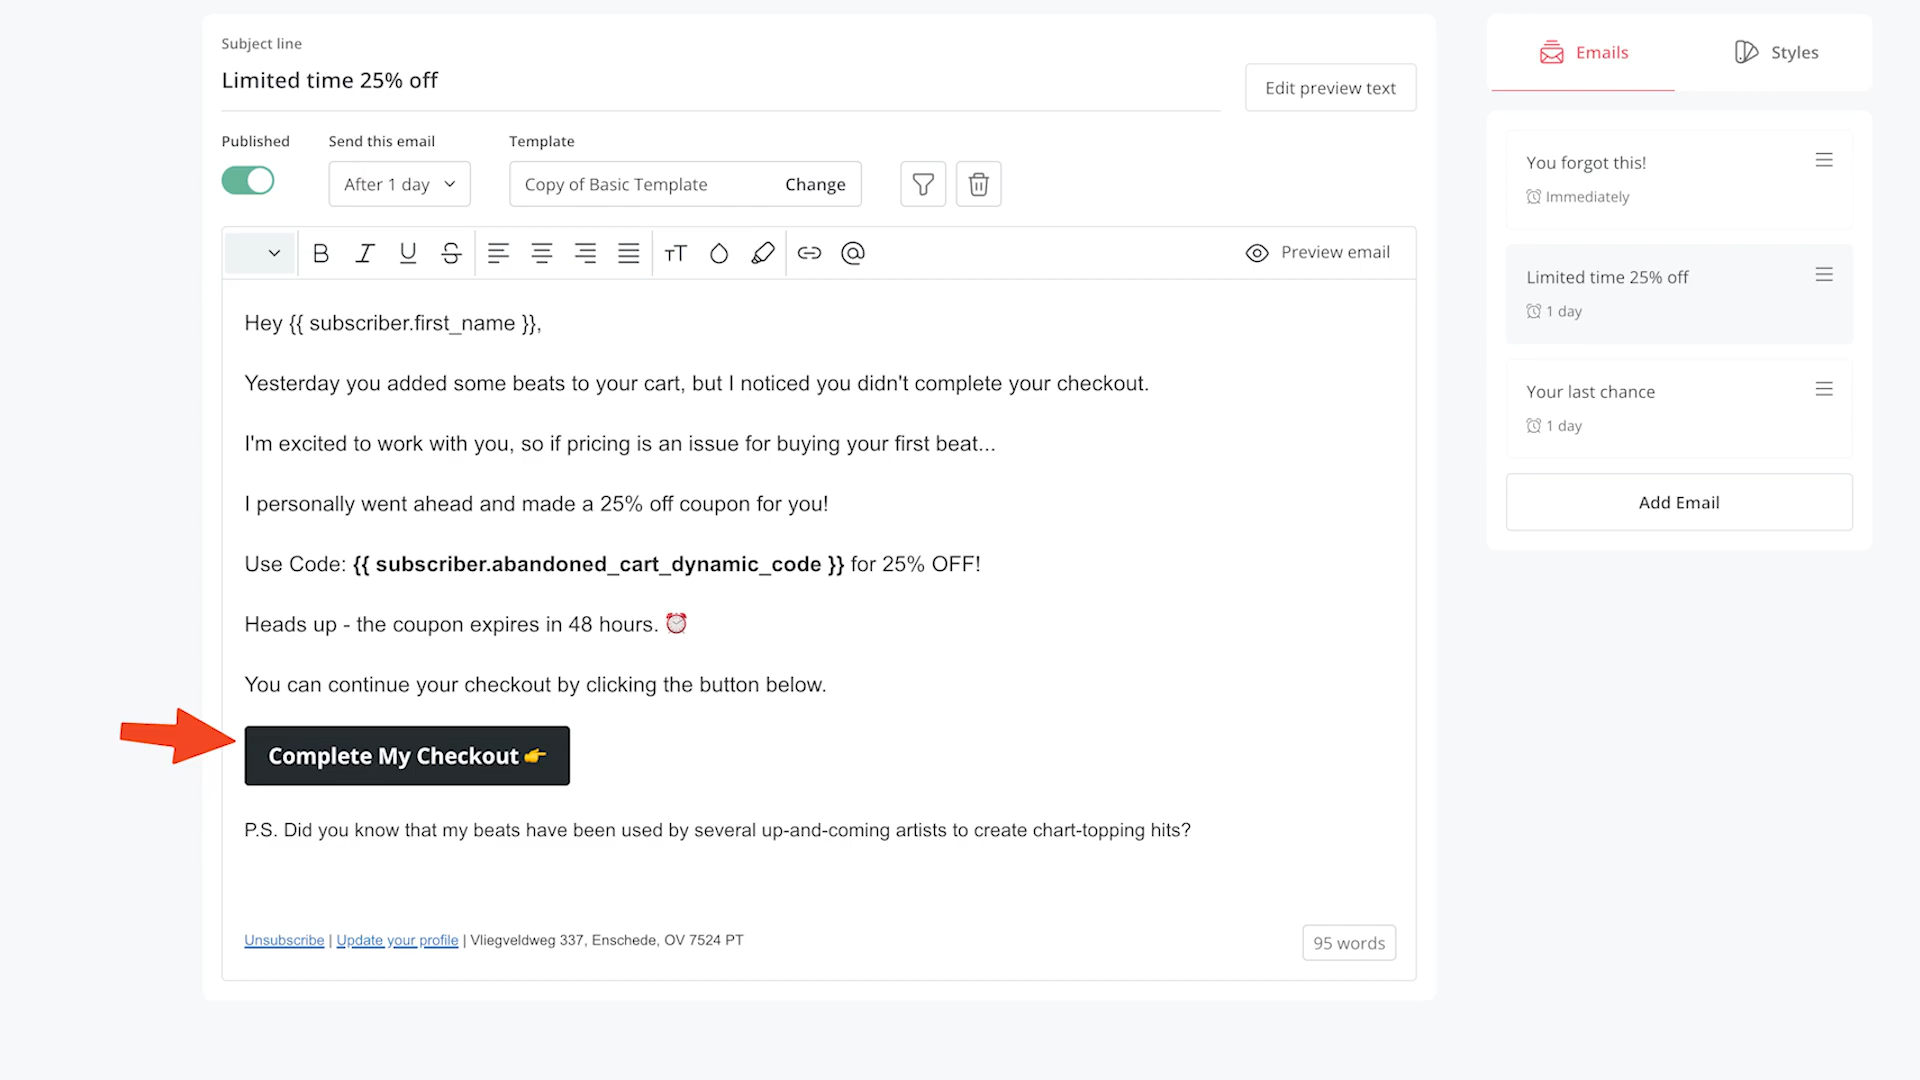 Subject line
Limited time 25% off
Edit preview text
Published
Send this email
Template
After 1 day
Copy of Basic Template
Change
B I U S
TT
@
Preview email
Hey {{ subscriber.first_name }},
Yesterday you added some beats to your cart, but I noticed you didn't complete your checkout.
I'm excited to work with you, so if pricing is an issue for buying your first beat...
I personally went ahead and made a 25% off coupon for you!
Use Code: {{ subscriber.abandoned_cart_dynamic_code }} for 25% OFF!
Heads up - the coupon expires in 48 hours. ⏰
You can continue your checkout by clicking the button below.
Complete My Checkout 👉
P.S. Did you know that my beats have been used by several up-and-coming artists to create chart-topping hits?
Unsubscribe | Update your profile | Vliegveldweg 337, Enschede, OV 7524 PT
95 words
Emails
Styles
You forgot this!
Immediately
Limited time 25% off
1 day
Your last chance
1 day
Add Email